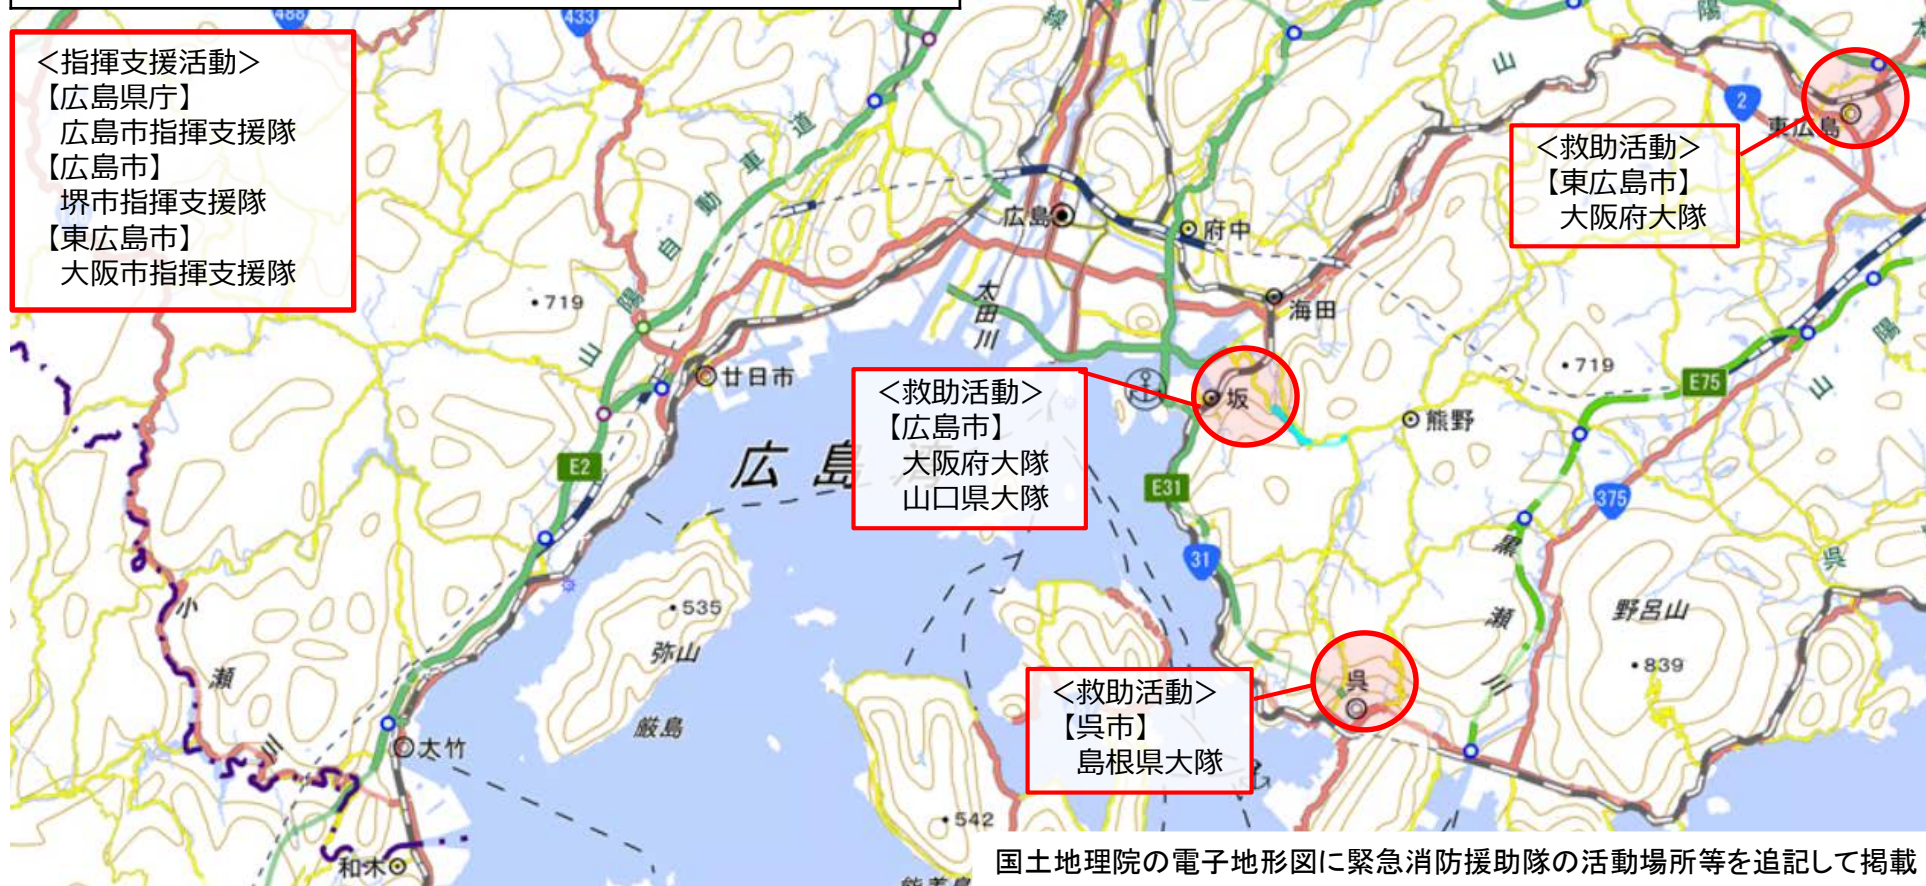 488
433
<指揮支援活動>
【広島県庁】
広島市指揮支援隊
【広島市】
堺市指揮支援隊
【東広島市】
大阪市指揮支援隊
線
山
陽
本
2
東広島
<救助活動>
【東広島市】
大阪府大隊
山陽自動車道
広島
府中
海田
太田川
・719
・719
廿日市
E75
山陽
<救助活動>
【広島市】
大阪府大隊
山口県大隊
坂
熊野
広島
E2
E31
375
31
黒瀬川
呉
野呂山
・839
小瀬川
・535
弥山
厳島
<救助活動>
【呉市】
島根県大隊
呉
大竹
・542
和木
国土地理院の電子地形図に緊急消防援助隊の活動場所等を追記して掲載